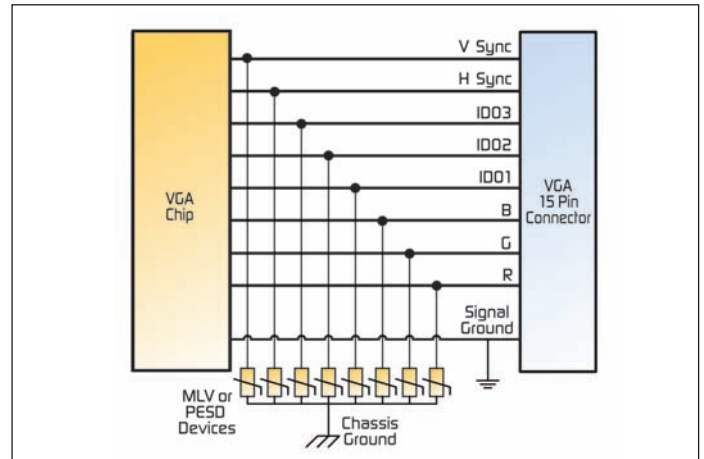 V Sync
H Sync
ID03
ID02
ID01
B
G
R
Signal
Ground
VGA
Chip
VGA
15 Pin
Connector
MLV or
PESD
Devices
Chassis
Ground